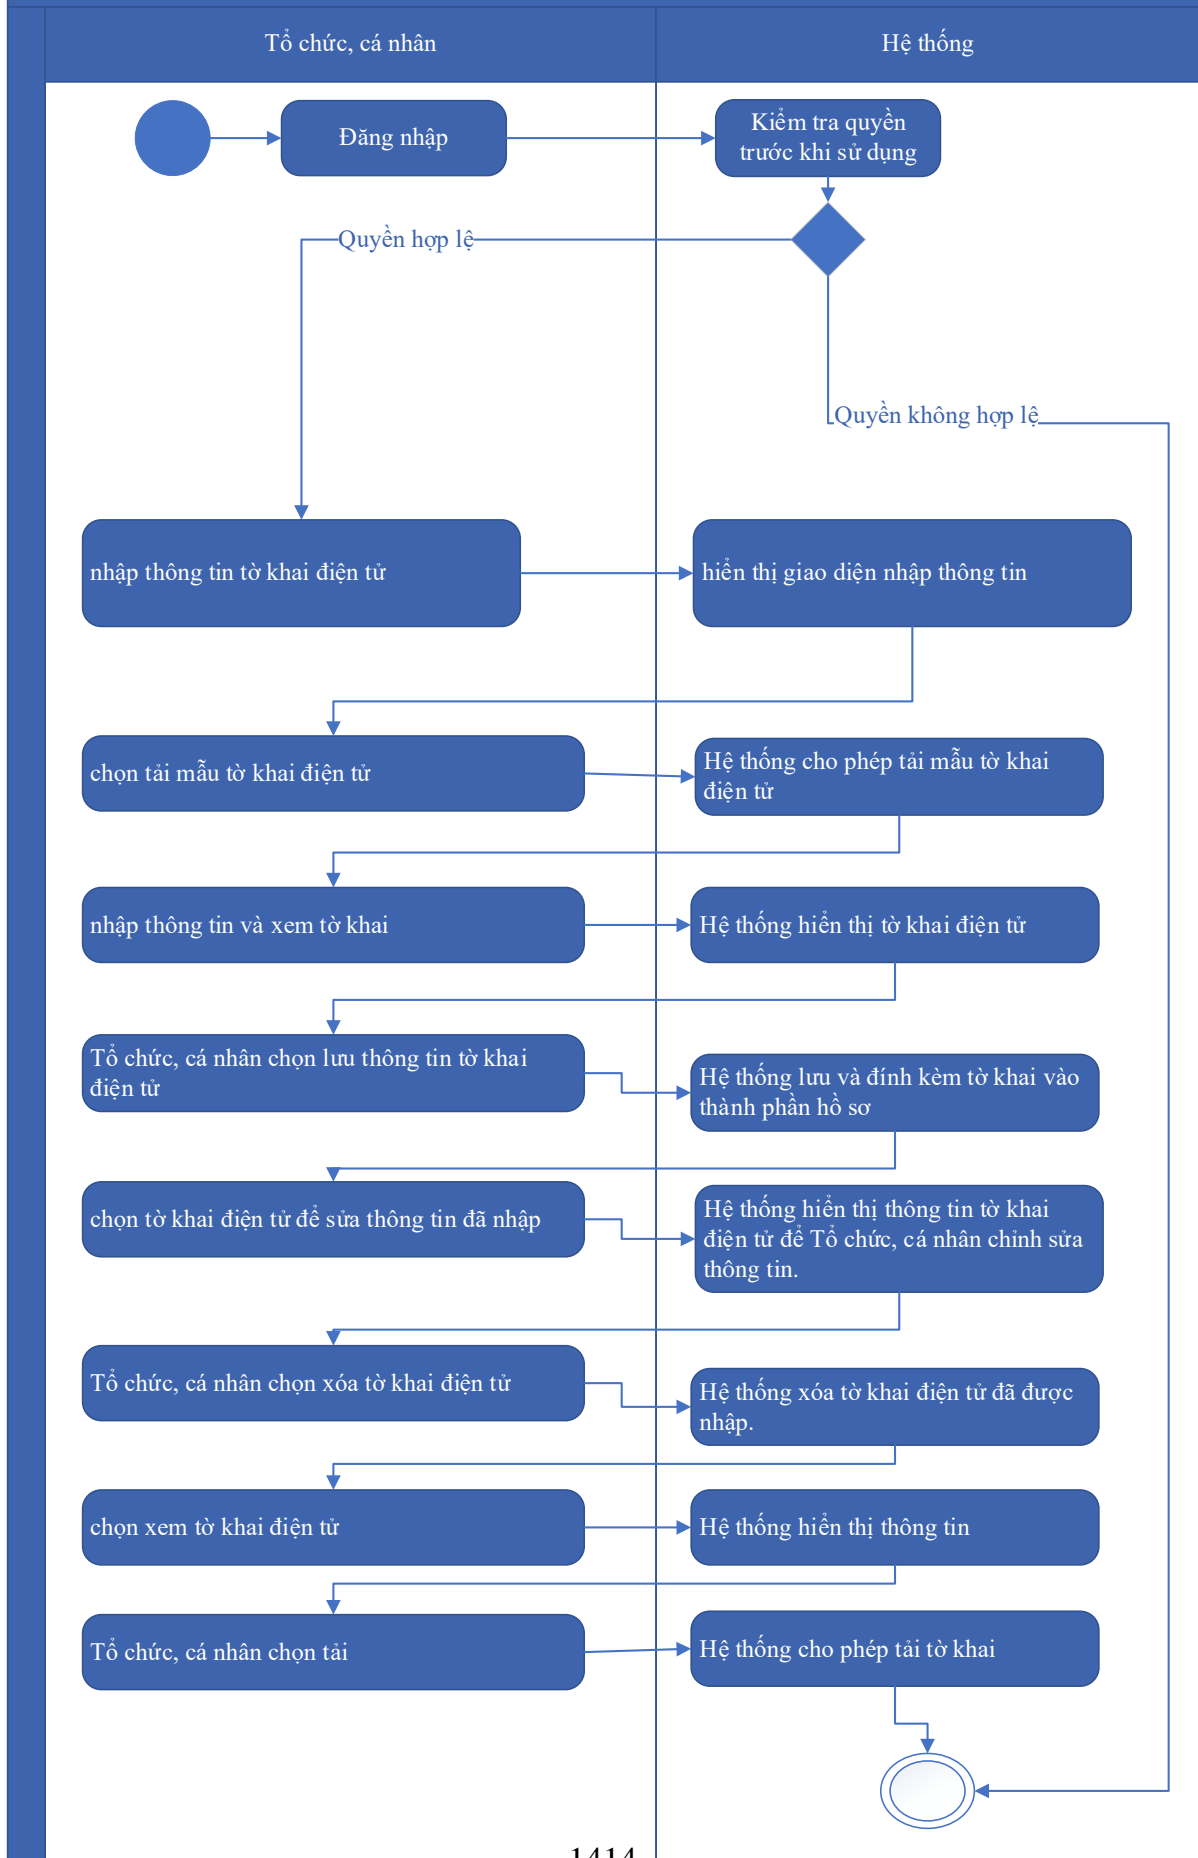 Tổ chức, cá nhân
Hệ thống
Đăng nhập
Kiểm tra quyền
trước khi sử dụng
Quyền hợp lệ
Quyền không hợp lệ
nhập thông tin tờ khai điện tử
hiển thị giao diện nhập thông tin
chọn tải mẫu tờ khai điện tử
Hệ thống cho phép tải mẫu tờ khai
điện tử
nhập thông tin và xem tờ khai
Hệ thống hiển thị tờ khai điện tử
Tổ chức, cá nhân chọn lưu thông tin tờ khai
điện tử
Hệ thống lưu và đính kèm tờ khai vào
thành phần hồ sơ
chọn tờ khai điện tử để sửa thông tin đã nhập
Hệ thống hiển thị thông tin tờ khai
điện tử để Tổ chức, cá nhân chỉnh sửa
thông tin.
Tổ chức, cá nhân chọn xóa tờ khai điện tử
Hệ thống xóa tờ khai điện tử đã được
nhập.
chọn xem tờ khai điện tử
Hệ thống hiển thị thông tin
Tổ chức, cá nhân chọn tải
Hệ thống cho phép tải tờ khai
1414